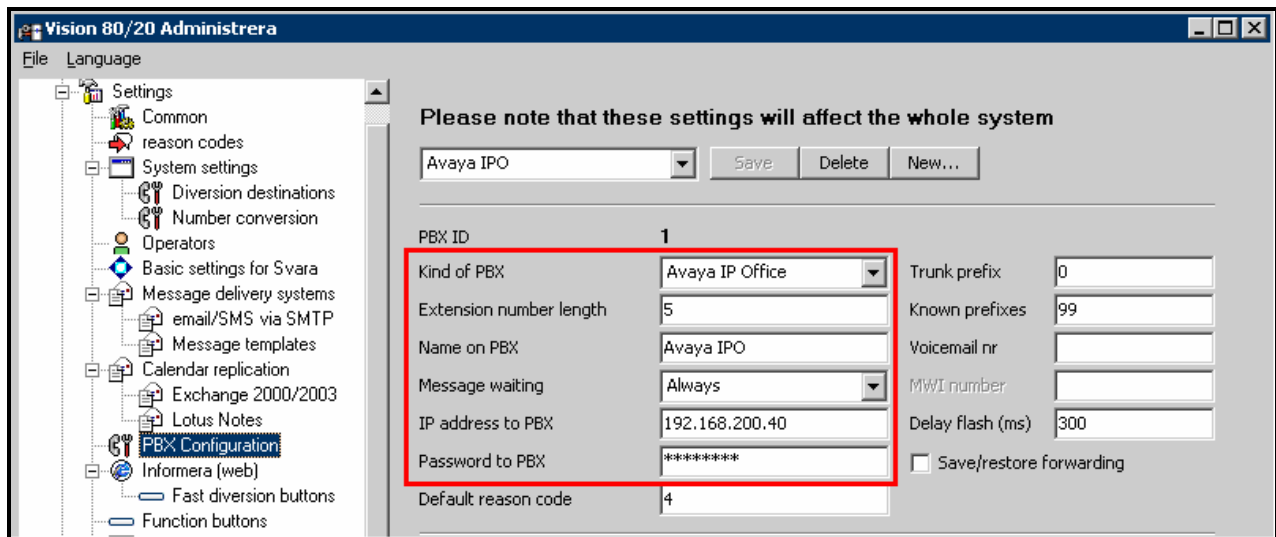 Vision 80/20 Administrera
File Language
Settings
Common
reason codes
System settings
Diversion destinations
Number conversion
Operators
Basic settings for Svara
Message delivery systems
email/SMS via SMTP
Message templates
Calendar replication
Exchange 2000/2003
Lotus Notes
PBX Configuration
Informera (web)
Fast diversion buttons
Function buttons
Please note that these settings will affect the whole system
Avaya IPO Save Delete New...
PBX ID 1
Kind of PBX Avaya IP Office Trunk prefix 0
Extension number length 5 Known prefixes 99
Name on PBX Avaya IPO Voicemail nr
Message waiting Always MWI number
IP address to PBX 192.168.200.40 Delay flash (ms) 300
Password to PBX ******** Save/restore forwarding
Default reason code 4